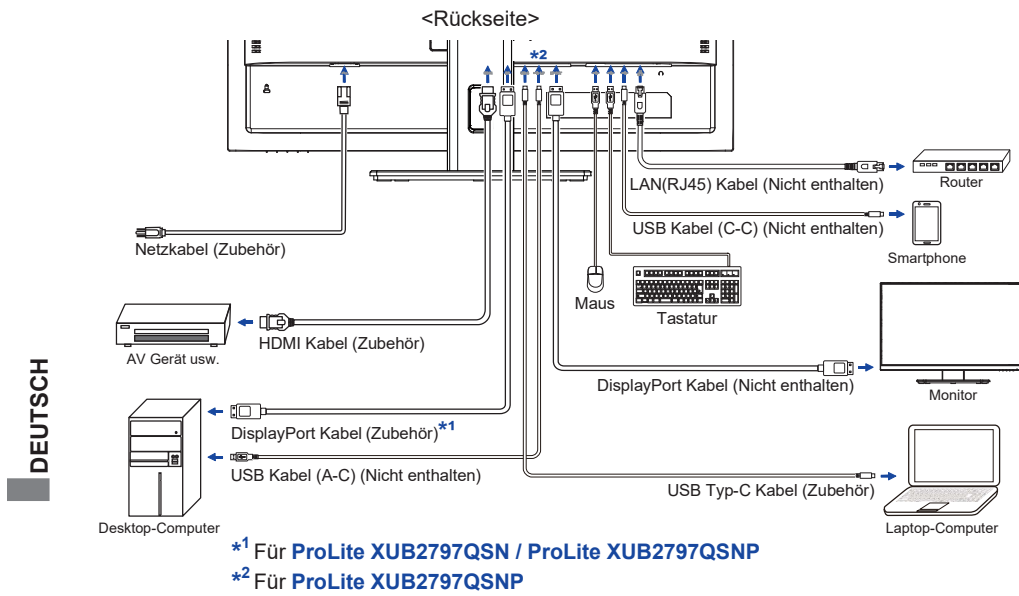 <Rückseite>
*2
LAN(RJ45) Kabel (Nicht enthalten)
Router
USB Kabel (C-C) (Nicht enthalten)
Smartphone
Netzkabel (Zubehör)
Maus
Tastatur
HDMI Kabel (Zubehör)
AV Gerät usw.
DisplayPort Kabel (Nicht enthalten)
Monitor
DisplayPort Kabel (Zubehör)*1
USB Kabel (A-C) (Nicht enthalten)
USB Typ-C Kabel (Zubehör)
Desktop-Computer
Laptop-Computer
DEUTSCH
*1 Für ProLite XUB2797QSN / ProLite XUB2797QSNP
*2 Für ProLite XUB2797QSNP